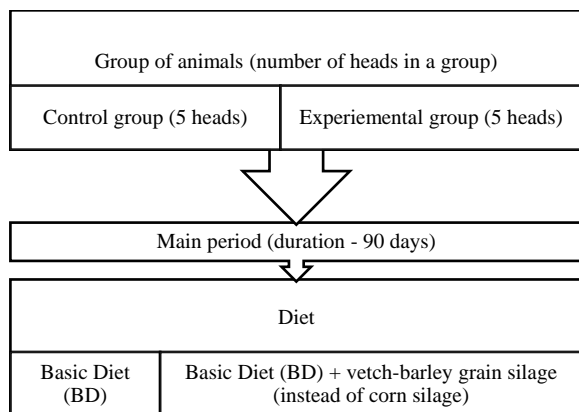 Group of animals (number of heads in a group)
Control group (5 heads)
Experiemental group (5 heads)
Main period (duration - 90 days)
Diet
Basic Diet
(BD)
Basic Diet (BD) + vetch-barley grain silage
(instead of corn silage)